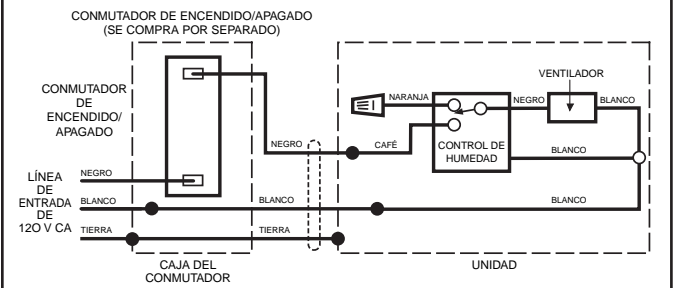 CONMUTADOR DE ENCENDIDO/APAGADO
(SE COMPRA POR SEPARADO)
CONMUTADOR
DE
ENCENDIDO/
APAGADO
NARANJA
VENTILADOR
NEGRO
BLANCO
NEGRO
CAFÉ
CONTROL DE
HUMEDAD
BLANCO
LÍNEA
DE
ENTRADA
DE
12O V CA
NEGRO
BLANCO
BLANCO
BLANCO
TIERRA
TIERRA
CAJA DEL
CONMUTADOR
UNIDAD